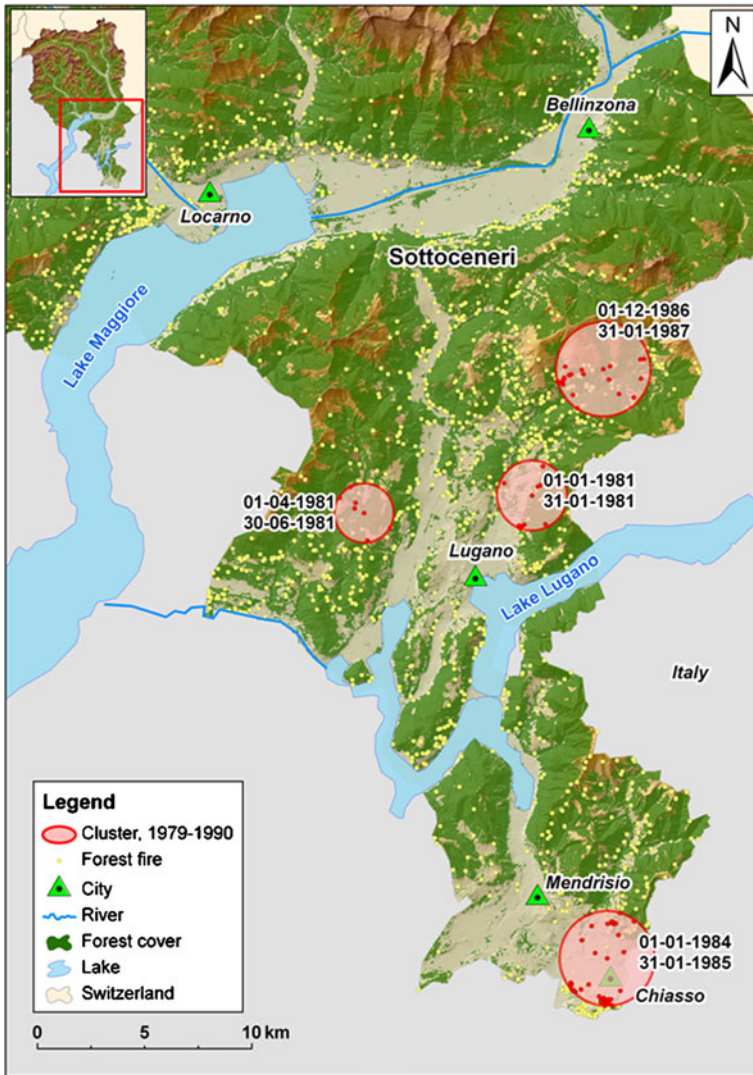 N
Bellinzona
Locarno
Sottoceneri
Lake Maggiore
01-12-1986
31-01-1987
01-01-1981
31-01-1981
01-04-1981
30-06-1981
Lugano
Lake Lugano
Italy
Legend
Cluster, 1979-1990
Forest fire
City
River
Forest cover
Lake
Switzerland
0 5 10 km
Mendrisio
01-01-1984
31-01-1985
Chiasso